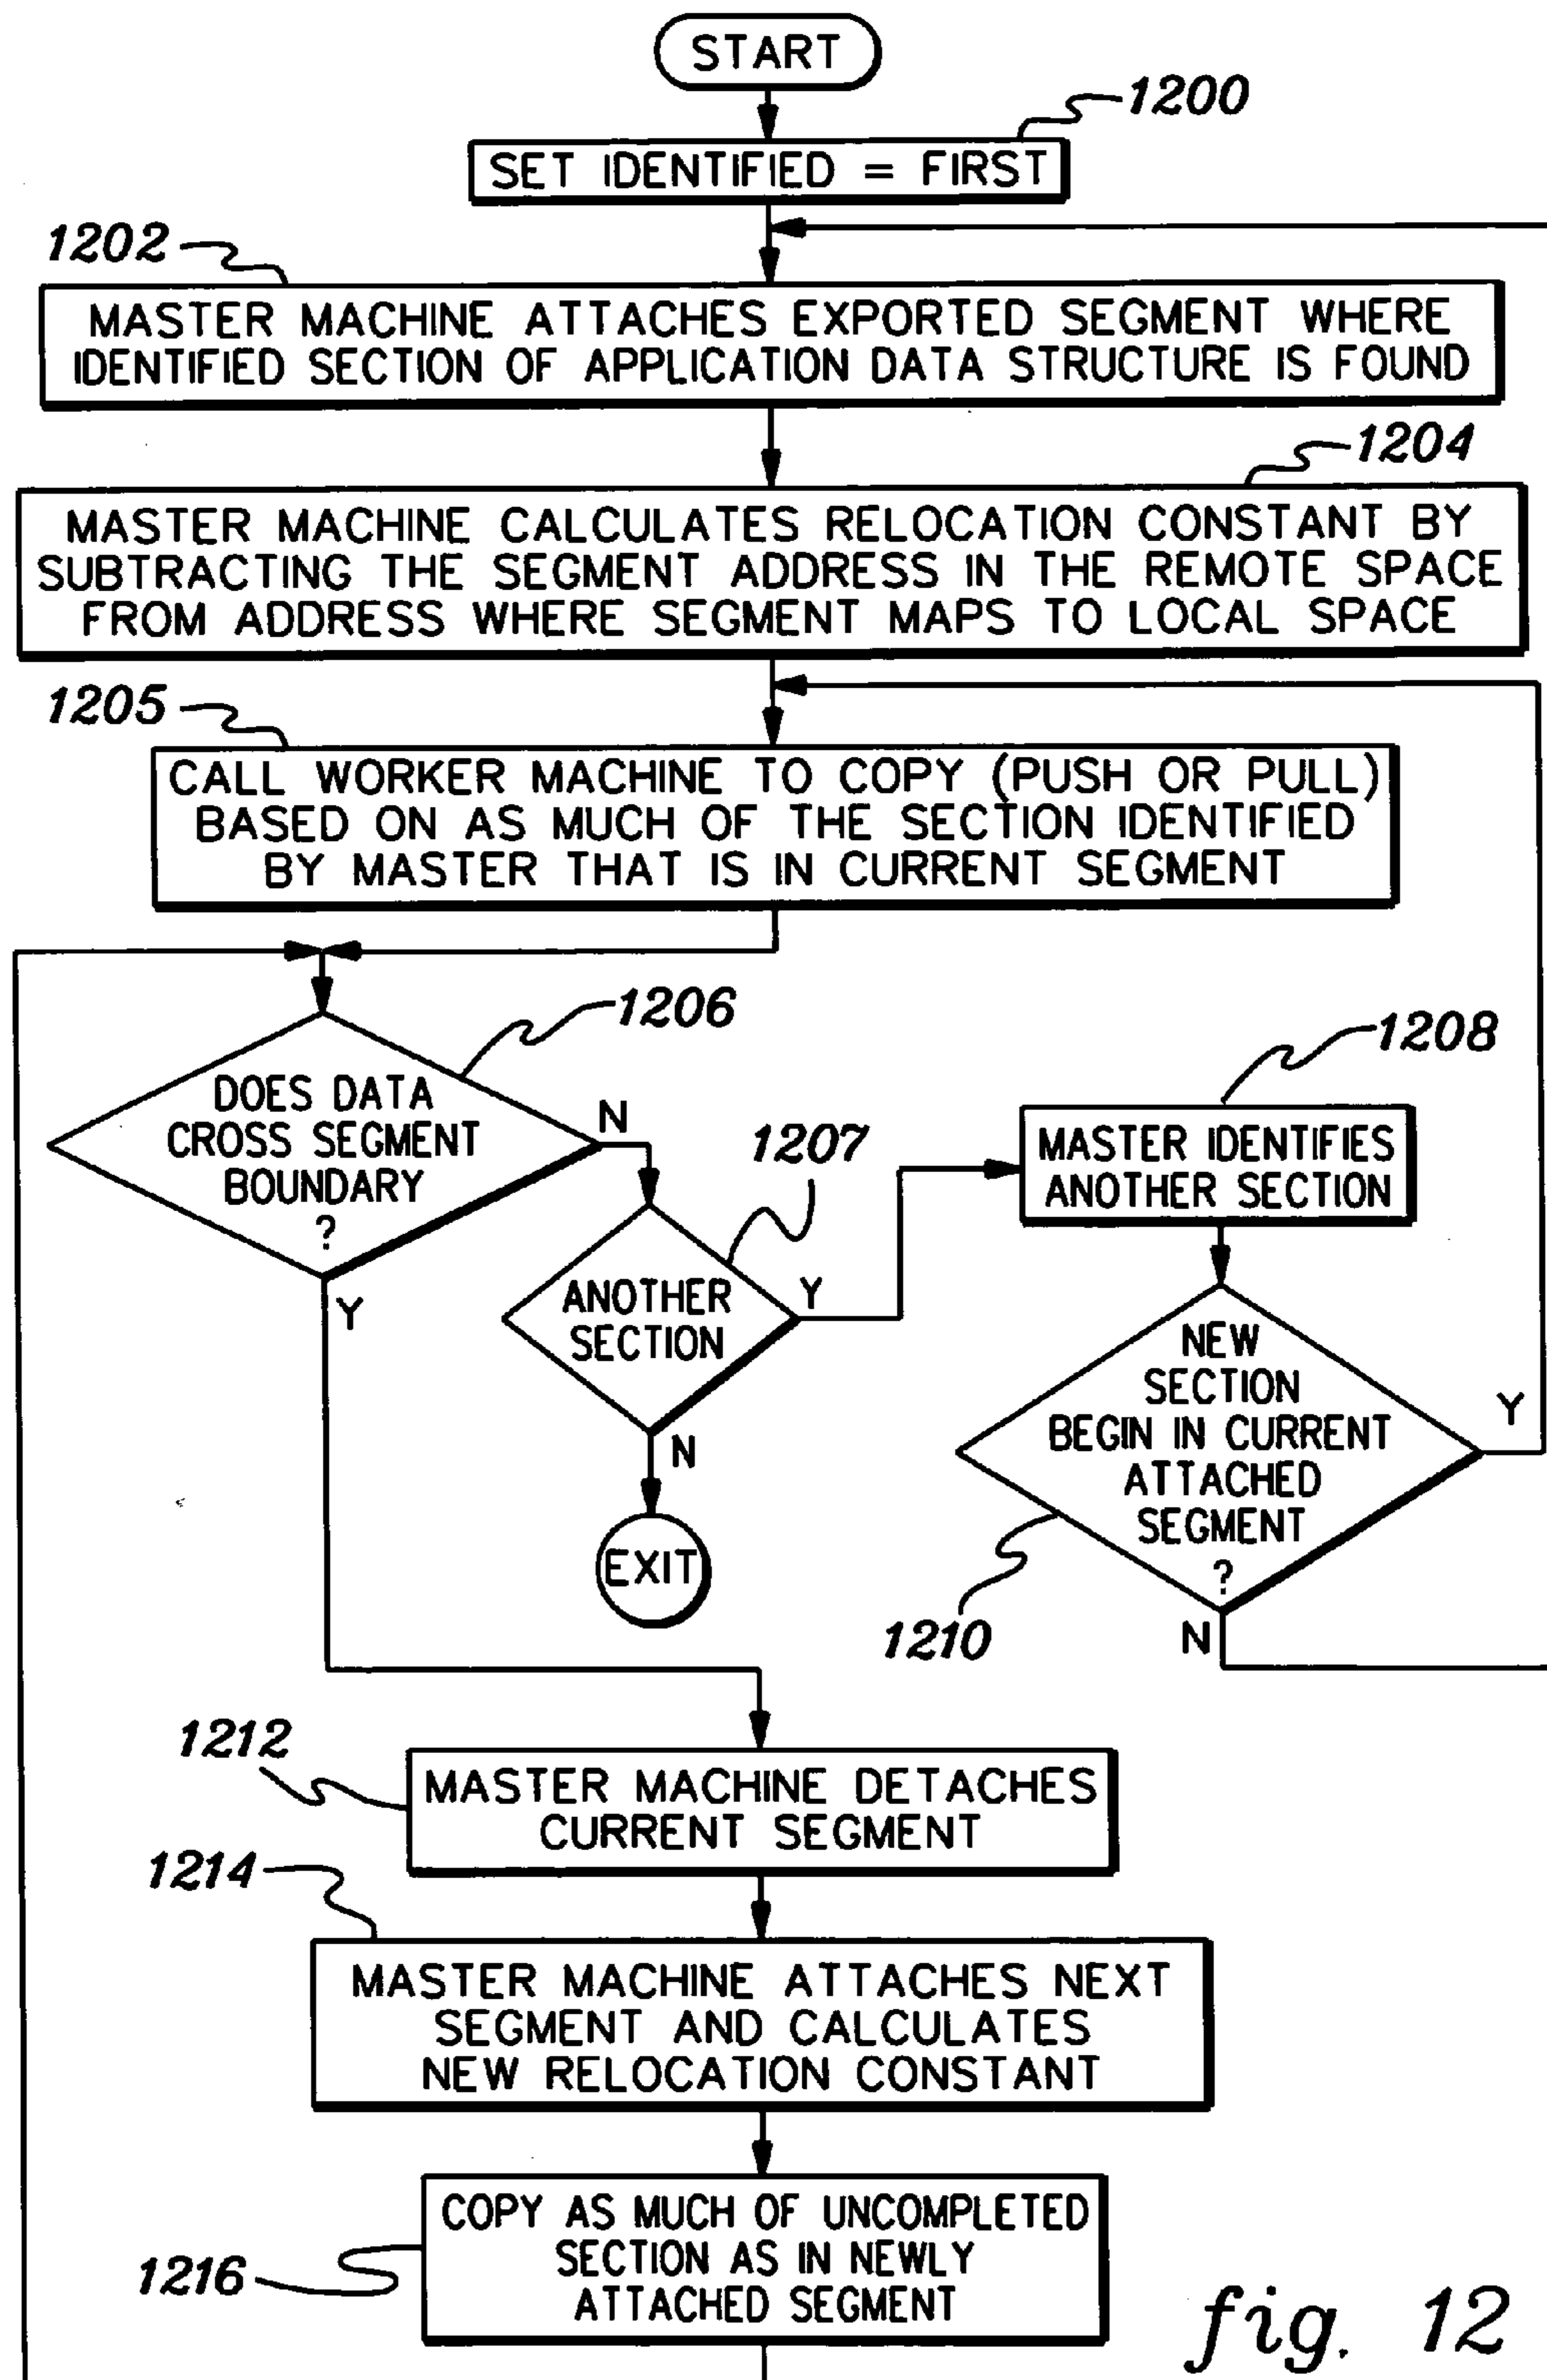 START
1200
SET IDENTIFIED = FIRST
1202
MASTER MACHINE ATTACHES EXPORTED SEGMENT WHERE
IDENTIFIED SECTION OF APPLICATION DATA STRUCTURE IS FOUND
1204
MASTER MACHINE CALCULATES RELOCATION CONSTANT BY
SUBTRACTING THE SEGMENT ADDRESS IN THE REMOTE SPACE
FROM ADDRESS WHERE SEGMENT MAPS TO LOCAL SPACE
1205
CALL WORKER MACHINE TO COPY (PUSH OR PULL)
BASED ON AS MUCH OF THE SECTION IDENTIFIED
BY MASTER THAT IS IN CURRENT SEGMENT
1206
DOES DATA
CROSS SEGMENT
BOUNDARY
?
N
Y
1207
ANOTHER
SECTION
Y
N
EXIT
1208
MASTER IDENTIFIES
ANOTHER SECTION
NEW
SECTION
BEGIN IN CURRENT
ATTACHED
SEGMENT
?
Y
N
1210
1212
MASTER MACHINE DETACHES
CURRENT SEGMENT
1214
MASTER MACHINE ATTACHES NEXT
SEGMENT AND CALCULATES
NEW RELOCATION CONSTANT
1216
COPY AS MUCH OF UNCOMPLETED
SECTION AS IN NEWLY
ATTACHED SEGMENT
fig. 12